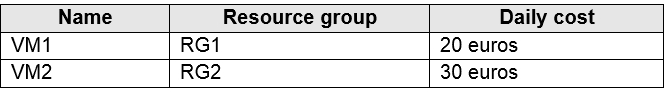 Name Resource group Daily cost
VM1 RG1 20 euros
VM2 RG2 30 euros